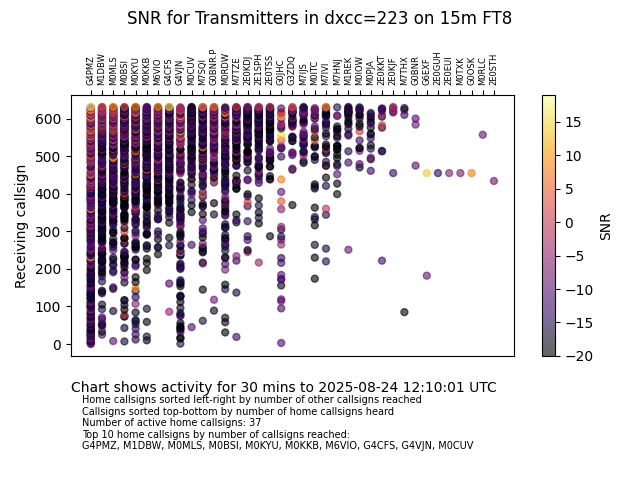 SNR for Transmitters in dxcc=223 on 15m FT8
G4PMZ M1DBW M0MLS M0BSI M0KYU M0KKB M6VIO G4CFS G4VJN M0CUV M7SQI G0BNR.P M0RDW M7TZE 2E0KDJ 2E1SPH 2E0TSS G0JHC G3ZDQ M7IJS M0ITC M7IVI M7HNJ M1REK M0IOW M0PJA 2E0KKT 2E0KJF M7THX G0BNR G6EXF 2E0GUH 2E0EUI M0TXK G0OSK M0RLC 2E0STH
600
500
400
300
200
100
0
Receiving callsign
15
10
5
0
−5
−10
−15
−20
SNR
Chart shows activity for 30 mins to 2025-08-24 12:10:01 UTC
Home callsigns sorted left-right by number of other callsigns reached
Callsigns sorted top-bottom by number of home callsigns heard
Number of active home callsigns: 37
Top 10 home callsigns by number of callsigns reached:
G4PMZ, M1DBW, M0MLS, M0BSI, M0KYU, M0KKB, M6VIO, G4CFS, G4VJN, M0CUV